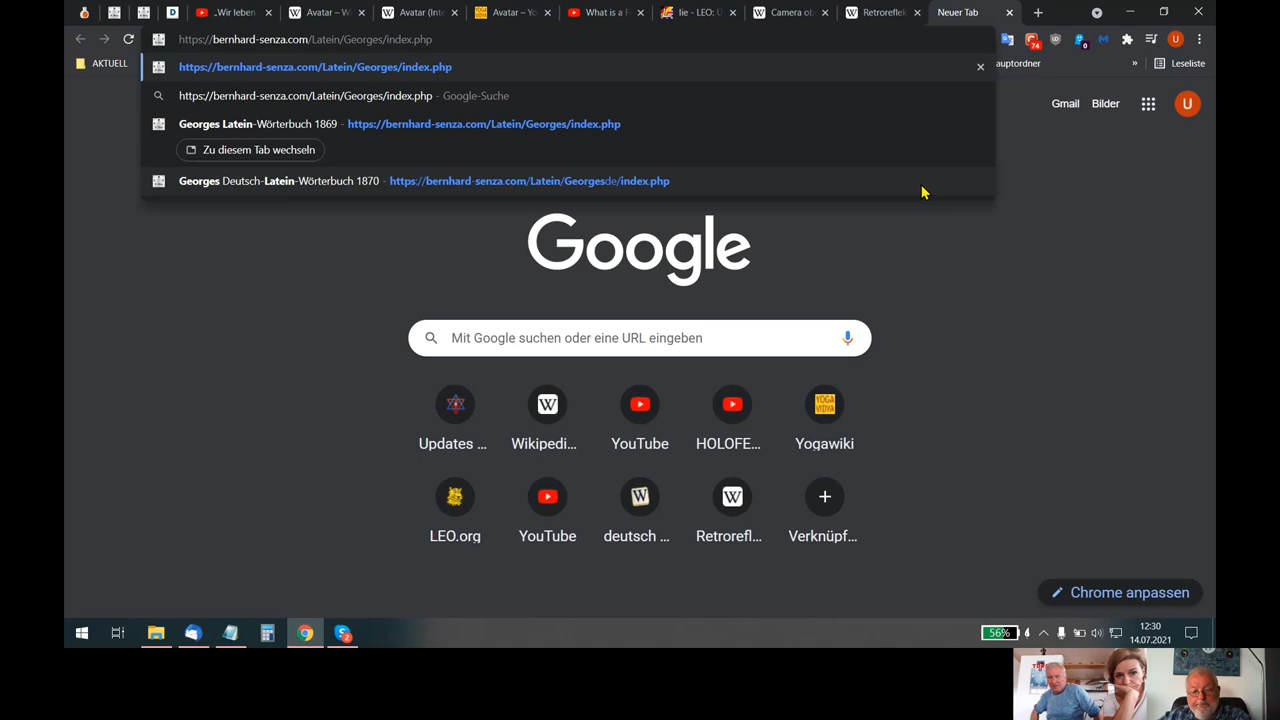 „Wir leben
Avatar – W
Avatar (Int
Avatar – Yo
What is a F
lie - LEO: Ü
Camera ob
Retroreflek
Neuer Tab
https://bernhard-senza.com/Latein/Georges/index.php
74
0
U
AKTUELL
https://bernhard-senza.com/Latein/Georges/index.php
auptordner
»
Leseliste
https://bernhard-senza.com/Latein/Georges/index.php - Google-Suche
Gmail
Bilder
U
Georges Latein-Wörterbuch 1869 - https://bernhard-senza.com/Latein/Georges/index.php
Zu diesem Tab wechseln
Georges Deutsch-Latein-Wörterbuch 1870 - https://bernhard-senza.com/Latein/Georgesde/index.php
Google
Mit Google suchen oder eine URL eingeben
Updates ...
Wikipedi...
YouTube
HOLOFE...
Yogawiki
LEO.org
YouTube
deutsch ...
Retrorefl...
Verknüpf...
Chrome anpassen
56%
12:30
14.07.2021